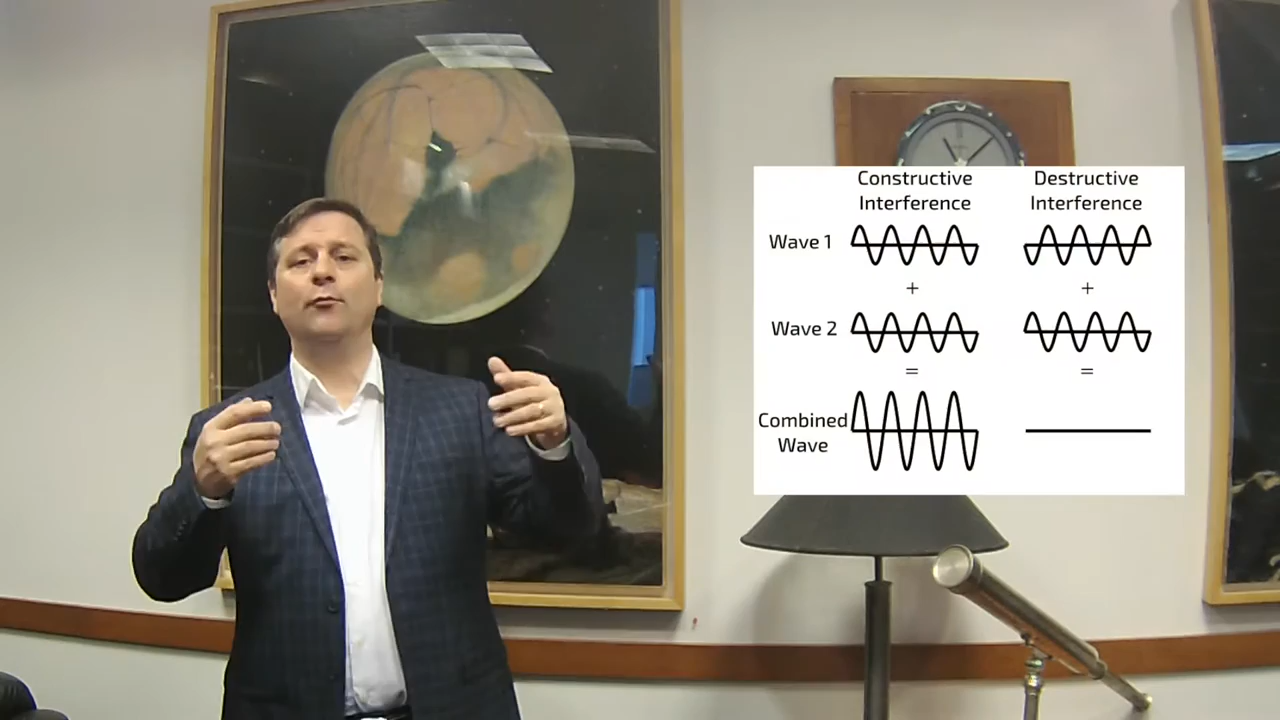 Constructive
Interference
Destructive
Interference
Wave 1
+
+
Wave 2
=
=
Combined
Wave